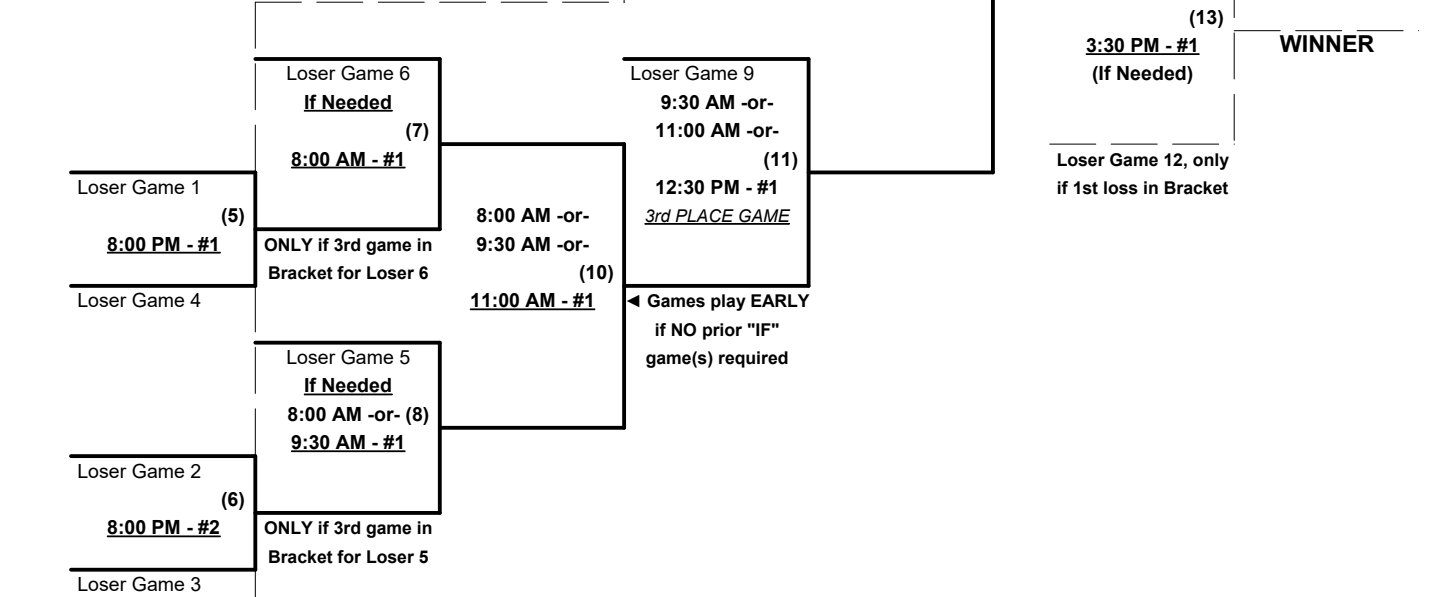 (13)
3:30 PM - #1
WINNER
(If Needed)
Loser Game 12, only
if 1st loss in Bracket
Loser Game 6
If Needed
(7)
8:00 AM - #1
Loser Game 9
9:30 AM -or-
11:00 AM -or-
(11)
12:30 PM - #1
3rd PLACE GAME
Loser Game 1
(5)
8:00 PM - #1
Loser Game 4
ONLY if 3rd game in
Bracket for Loser 6
8:00 AM -or-
9:30 AM -or-
(10)
11:00 AM - #1
◄ Games play EARLY
if NO prior "IF"
game(s) required
Loser Game 5
If Needed
8:00 AM -or- (8)
9:30 AM - #1
Loser Game 2
(6)
8:00 PM - #2
Loser Game 3
ONLY if 3rd game in
Bracket for Loser 5